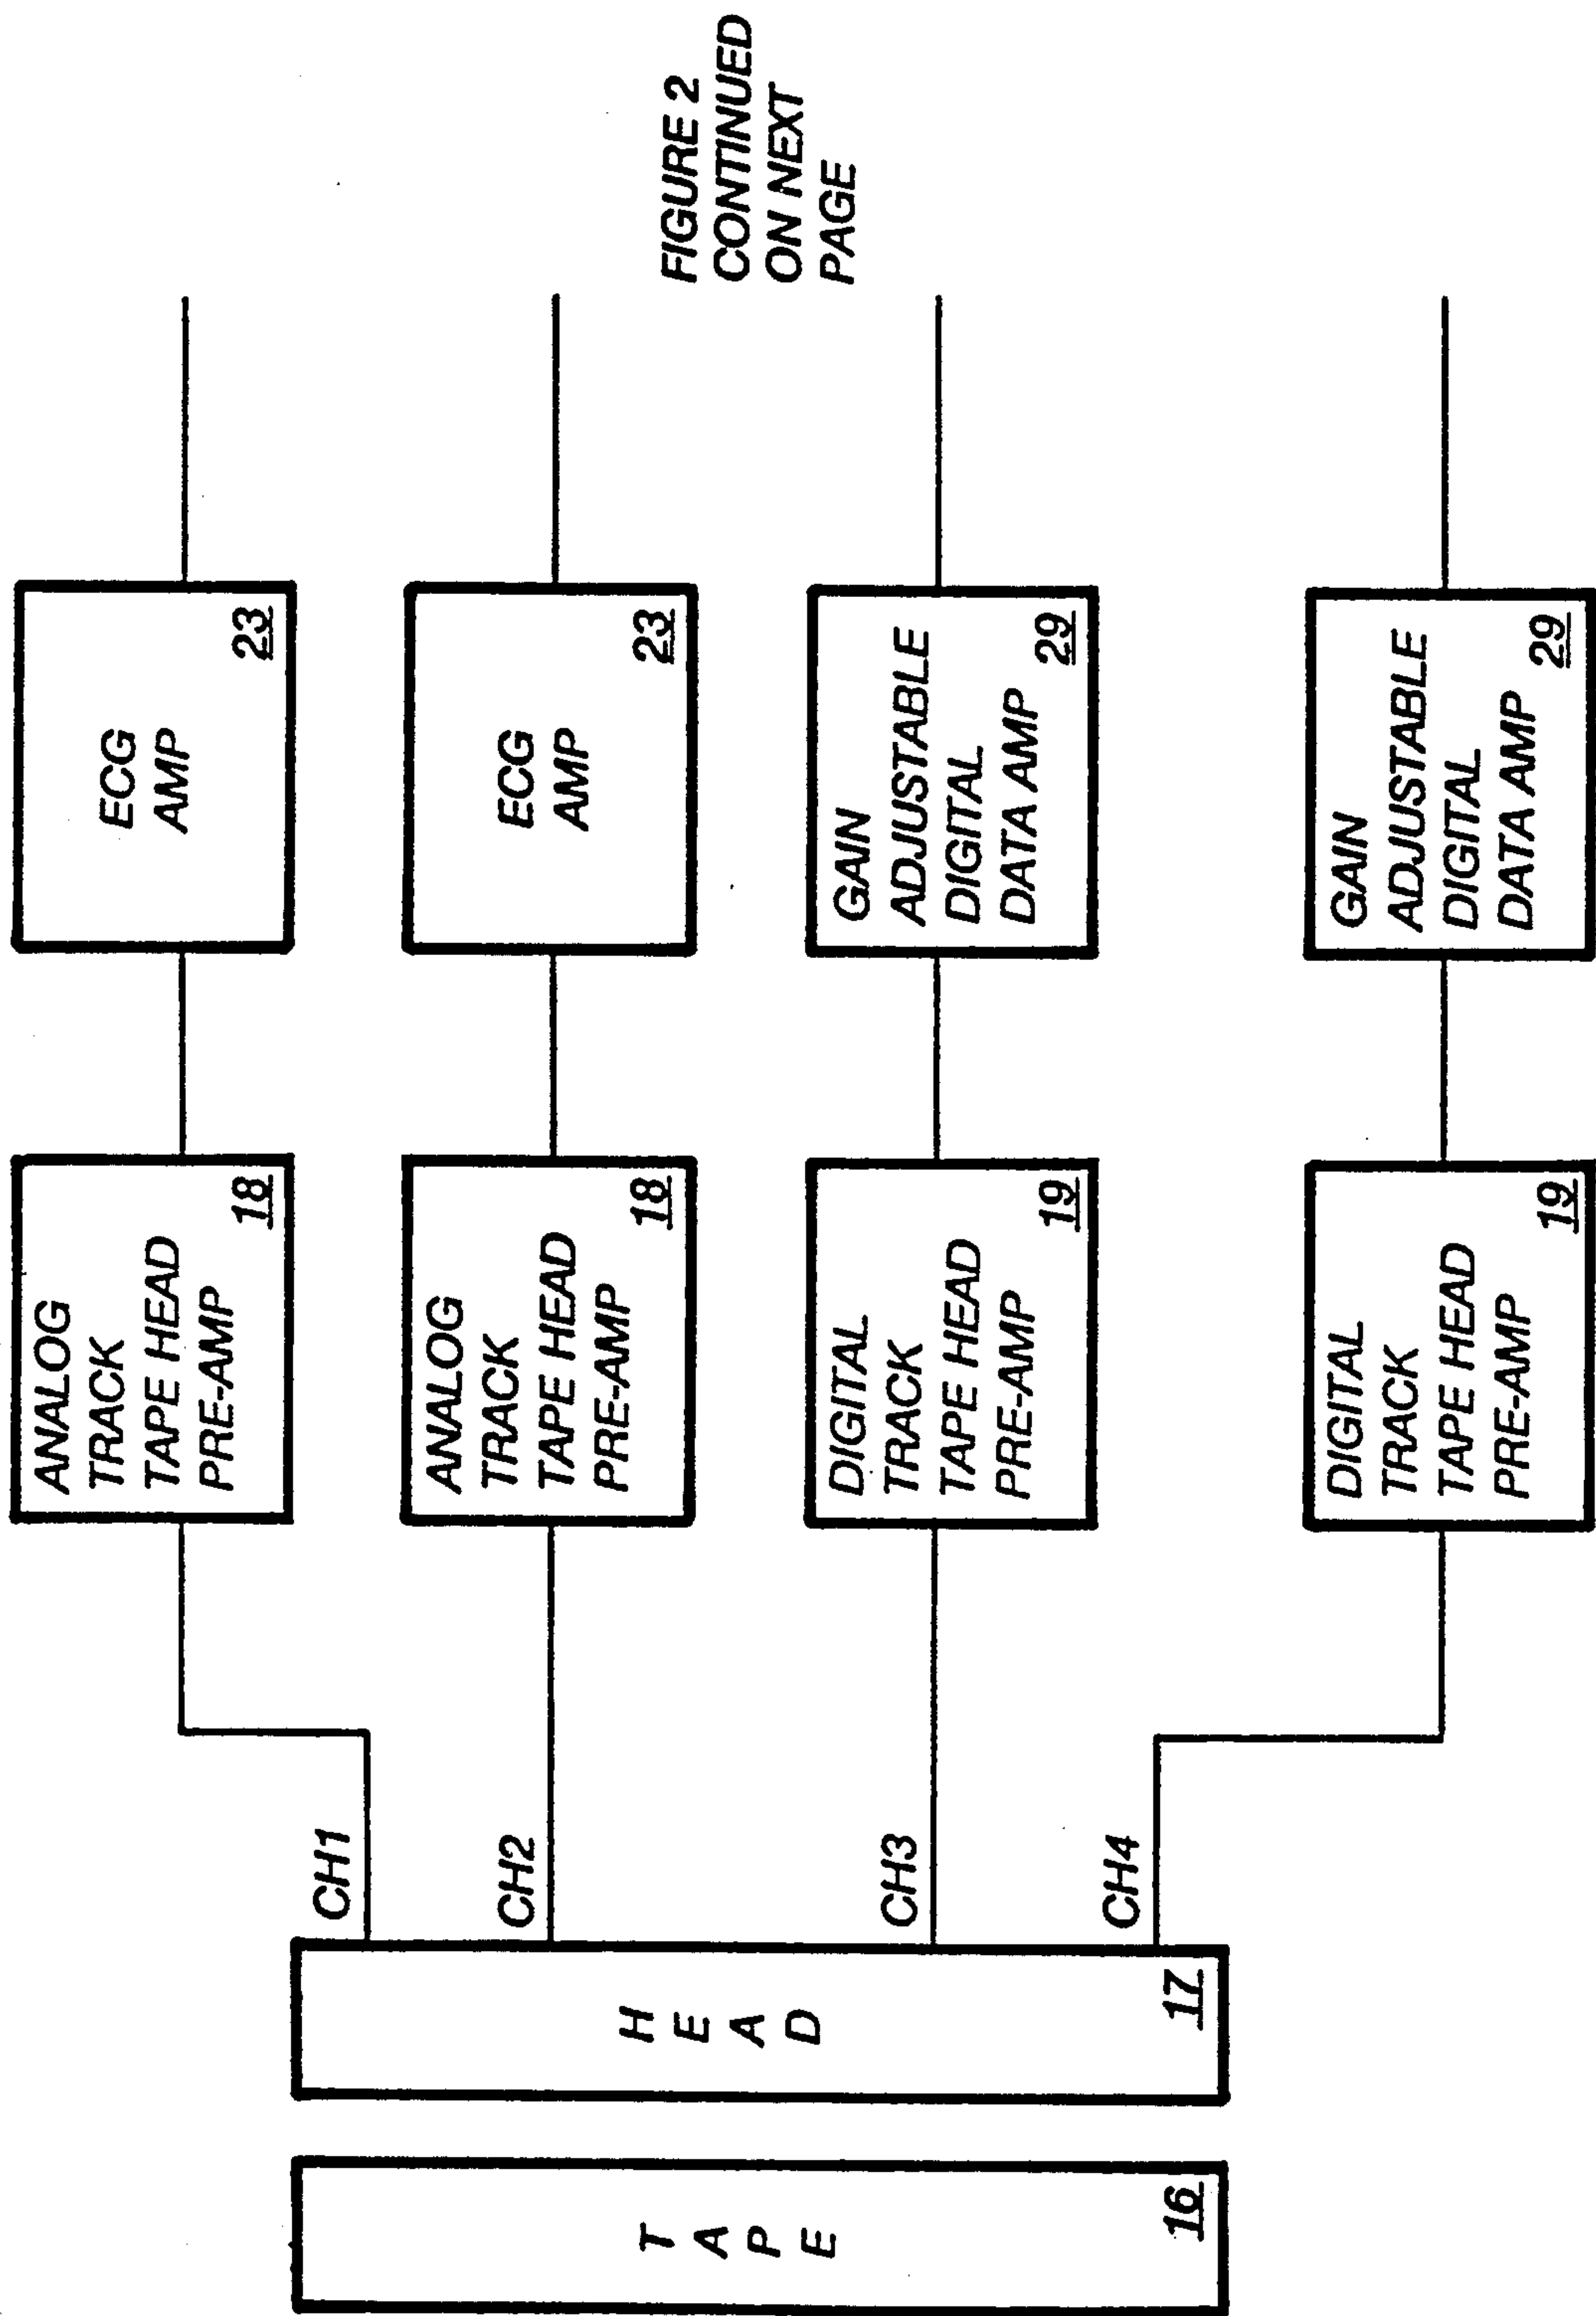 TAPE
16
HEAD
17
CH1
CH2
CH3
CH4
ANALOG
TRACK
TAPE HEAD
PRE-AMP
18
ECG
AMP
23
ANALOG
TRACK
TAPE HEAD
PRE-AMP
18
ECG
AMP
23
DIGITAL
TRACK
TAPE HEAD
PRE-AMP
19
GAIN
ADJUSTABLE
DIGITAL
DATA AMP
29
DIGITAL
TRACK
TAPE HEAD
PRE-AMP
19
GAIN
ADJUSTABLE
DIGITAL
DATA AMP
29
FIGURE 2
CONTINUED
ON NEXT
PAGE